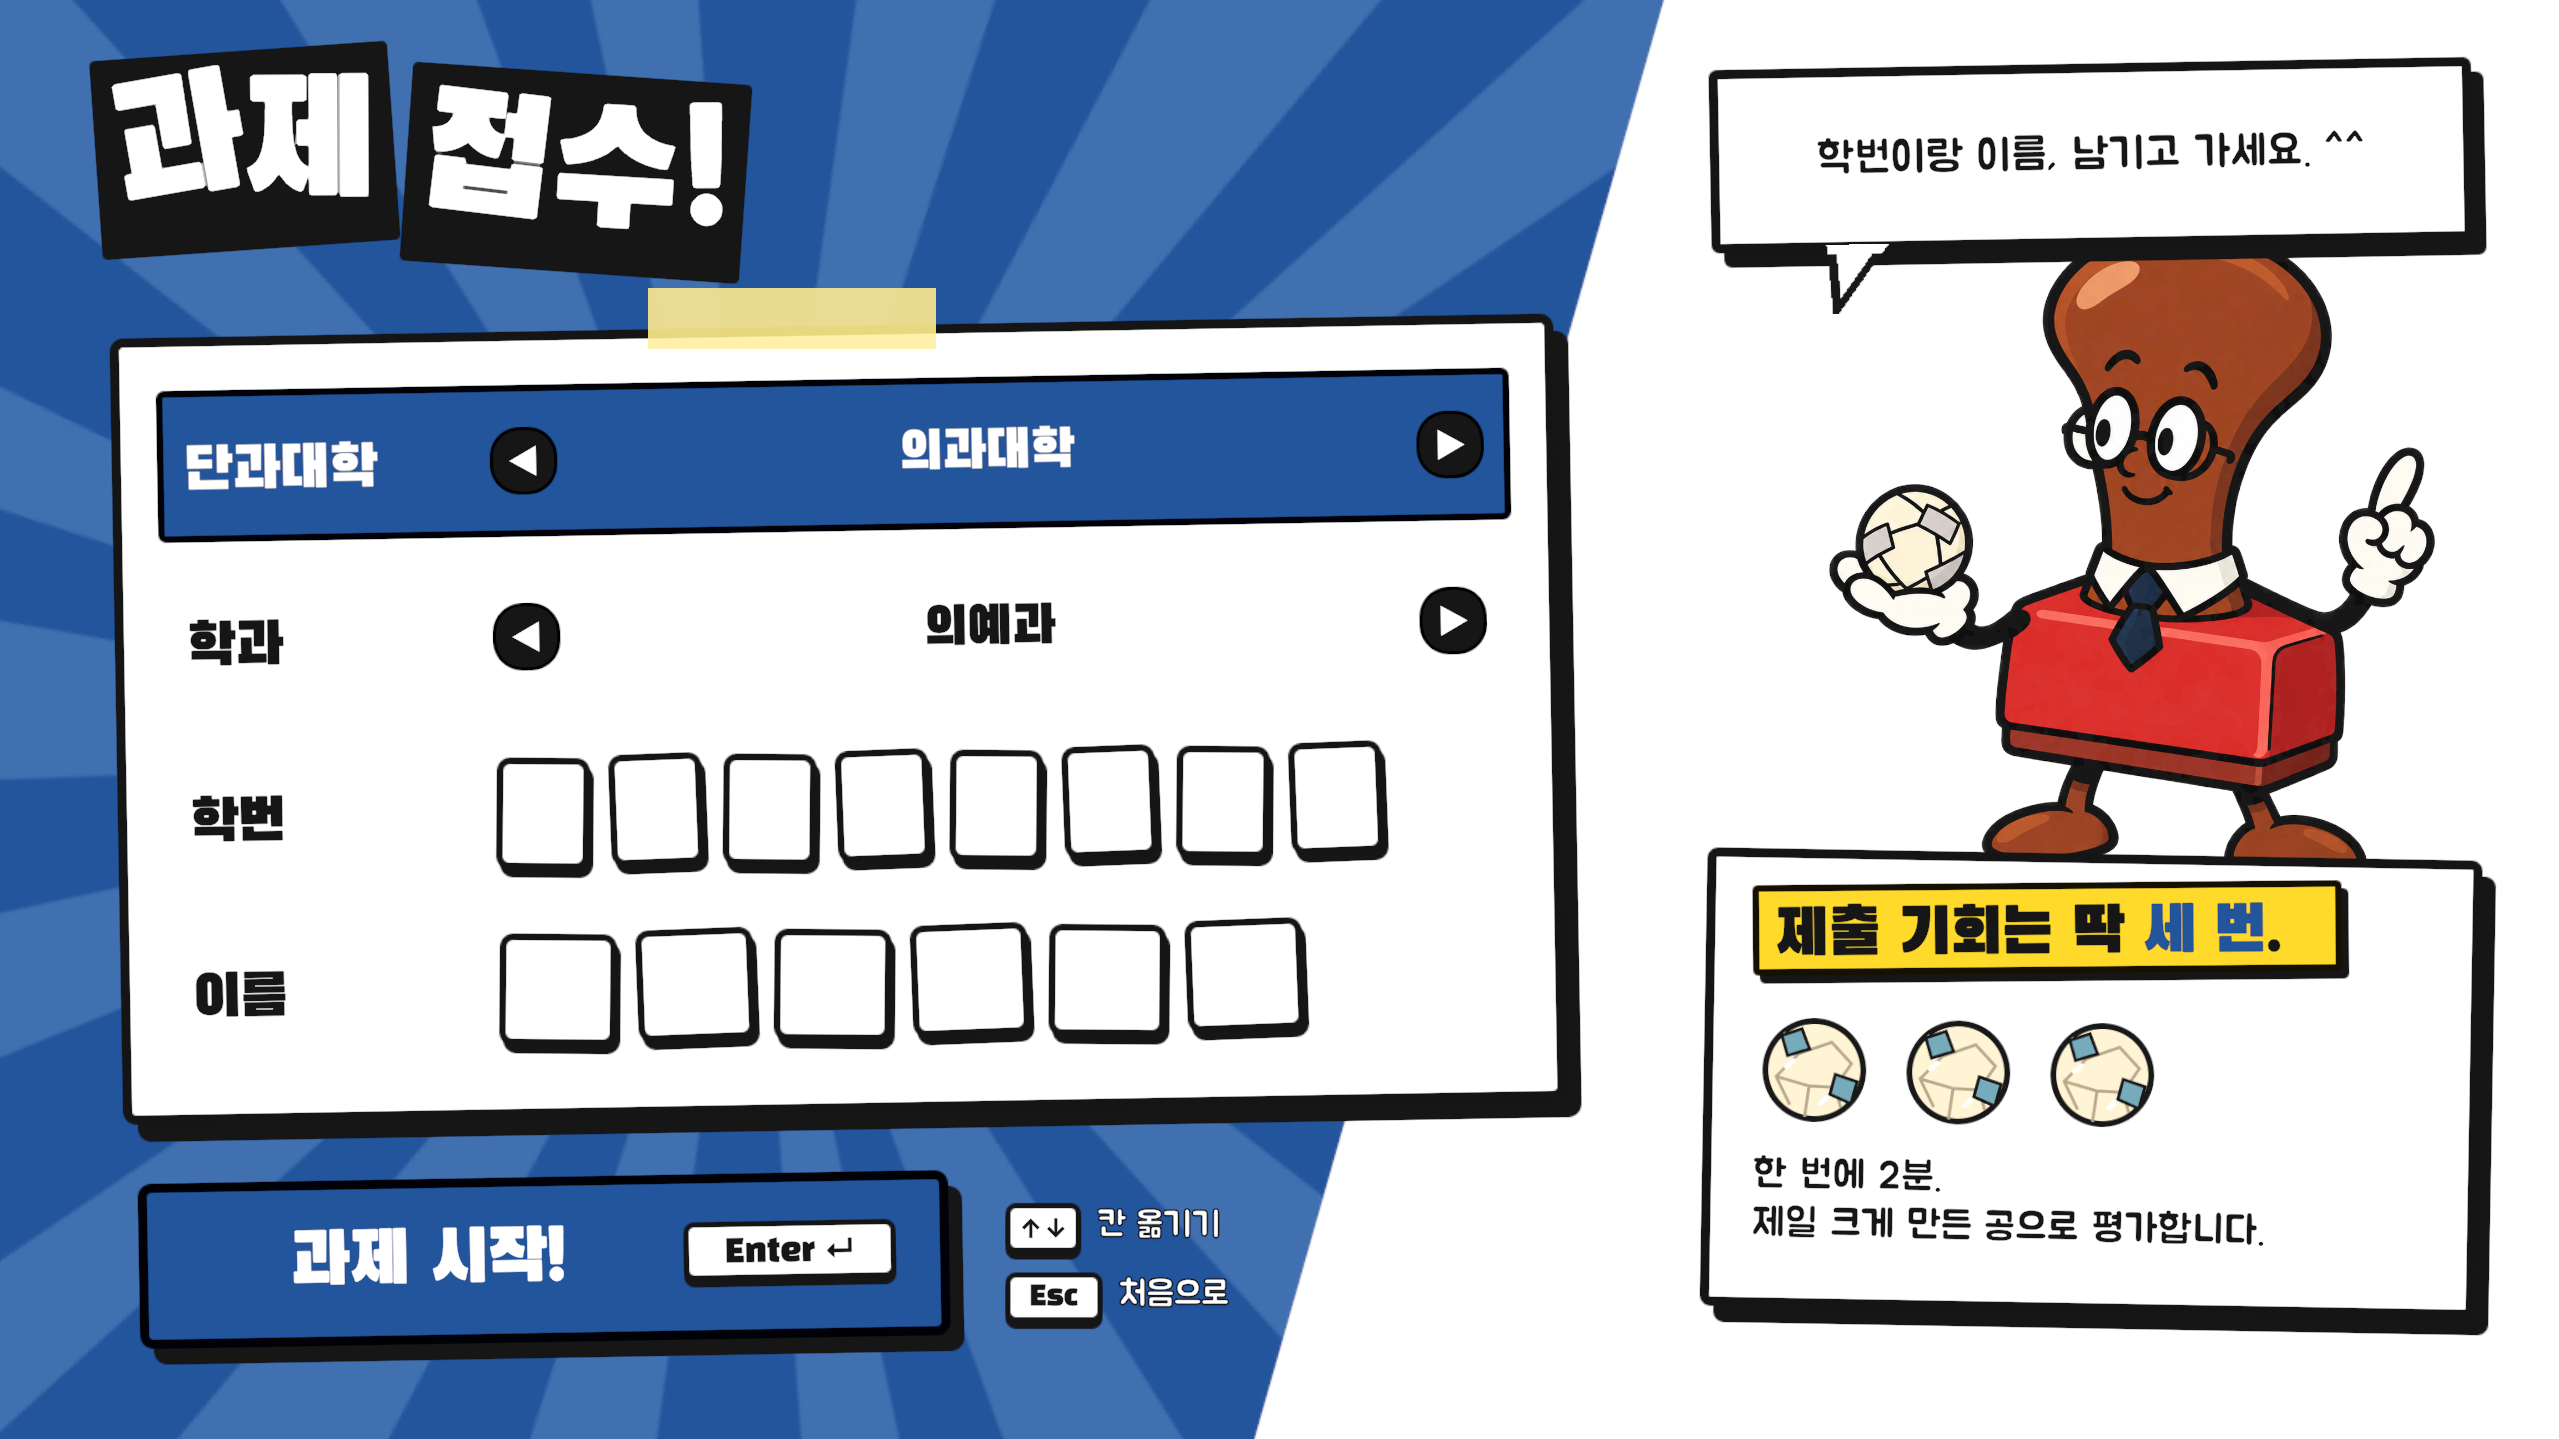 과제 접수!
학번이랑 이름, 남기고 가세요. ^^
단과대학 ◀ 의과대학 ▶
학과 ◀ 의예과 ▶
학번
이름
과제 시작! Enter ↵
↑↓ 칸 옮기기
Esc 처음으로
제출 기회는 딱 세 번.
한 번에 2분.
제일 크게 만든 공으로 평가합니다.